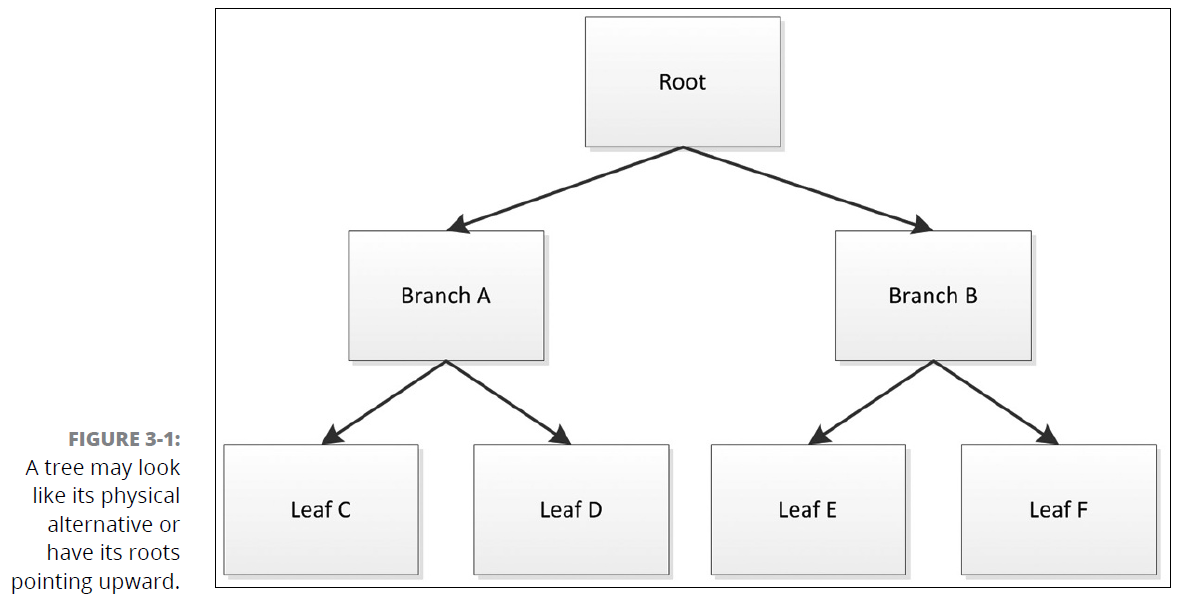 Root
Branch A
Branch B
Leaf C
Leaf D
Leaf E
Leaf F
FIGURE 3-1:
A tree may look
like its physical
alternative or
have its roots
pointing upward.